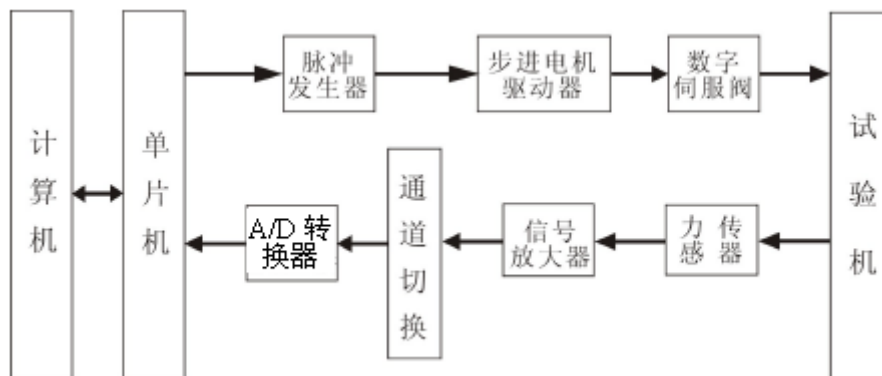 计算机
单片机
脉冲
发生器
步进电机
驱动器
数字
伺服阀
试验机
A/D 转
换器
通道切换
信号
放大器
力传
感器